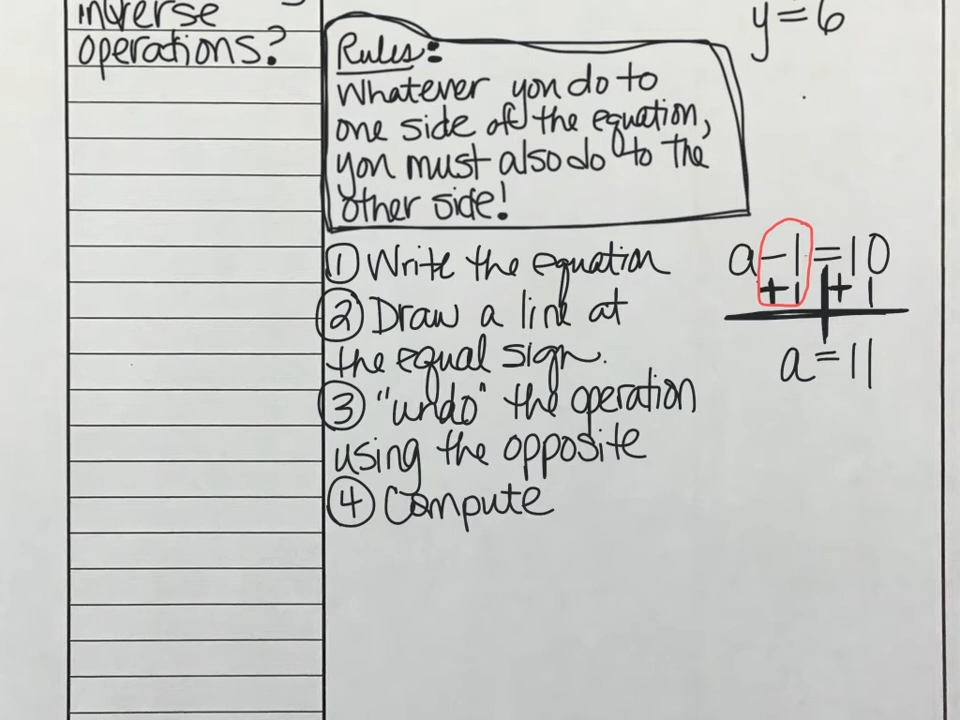 inverse
operations?
Rules:
Whatever you do to
one side of the equation,
you must also do to the
other side!
① Write the equation
② Draw a line at
the equal sign.
③ "undo" the operation
using the opposite
④ Compute
y=6
a-1=10
+1 +1
a=11